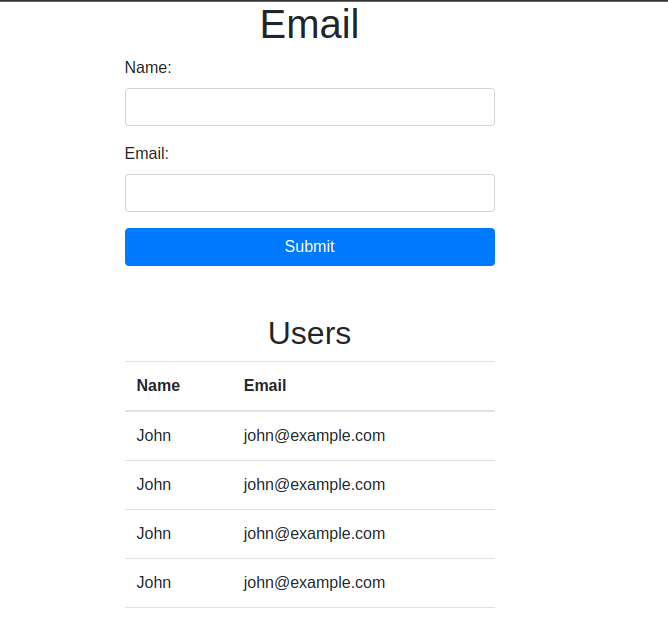 Email
Name:
Email:
Submit
Users
Name Email
John john@example.com
John john@example.com
John john@example.com
John john@example.com